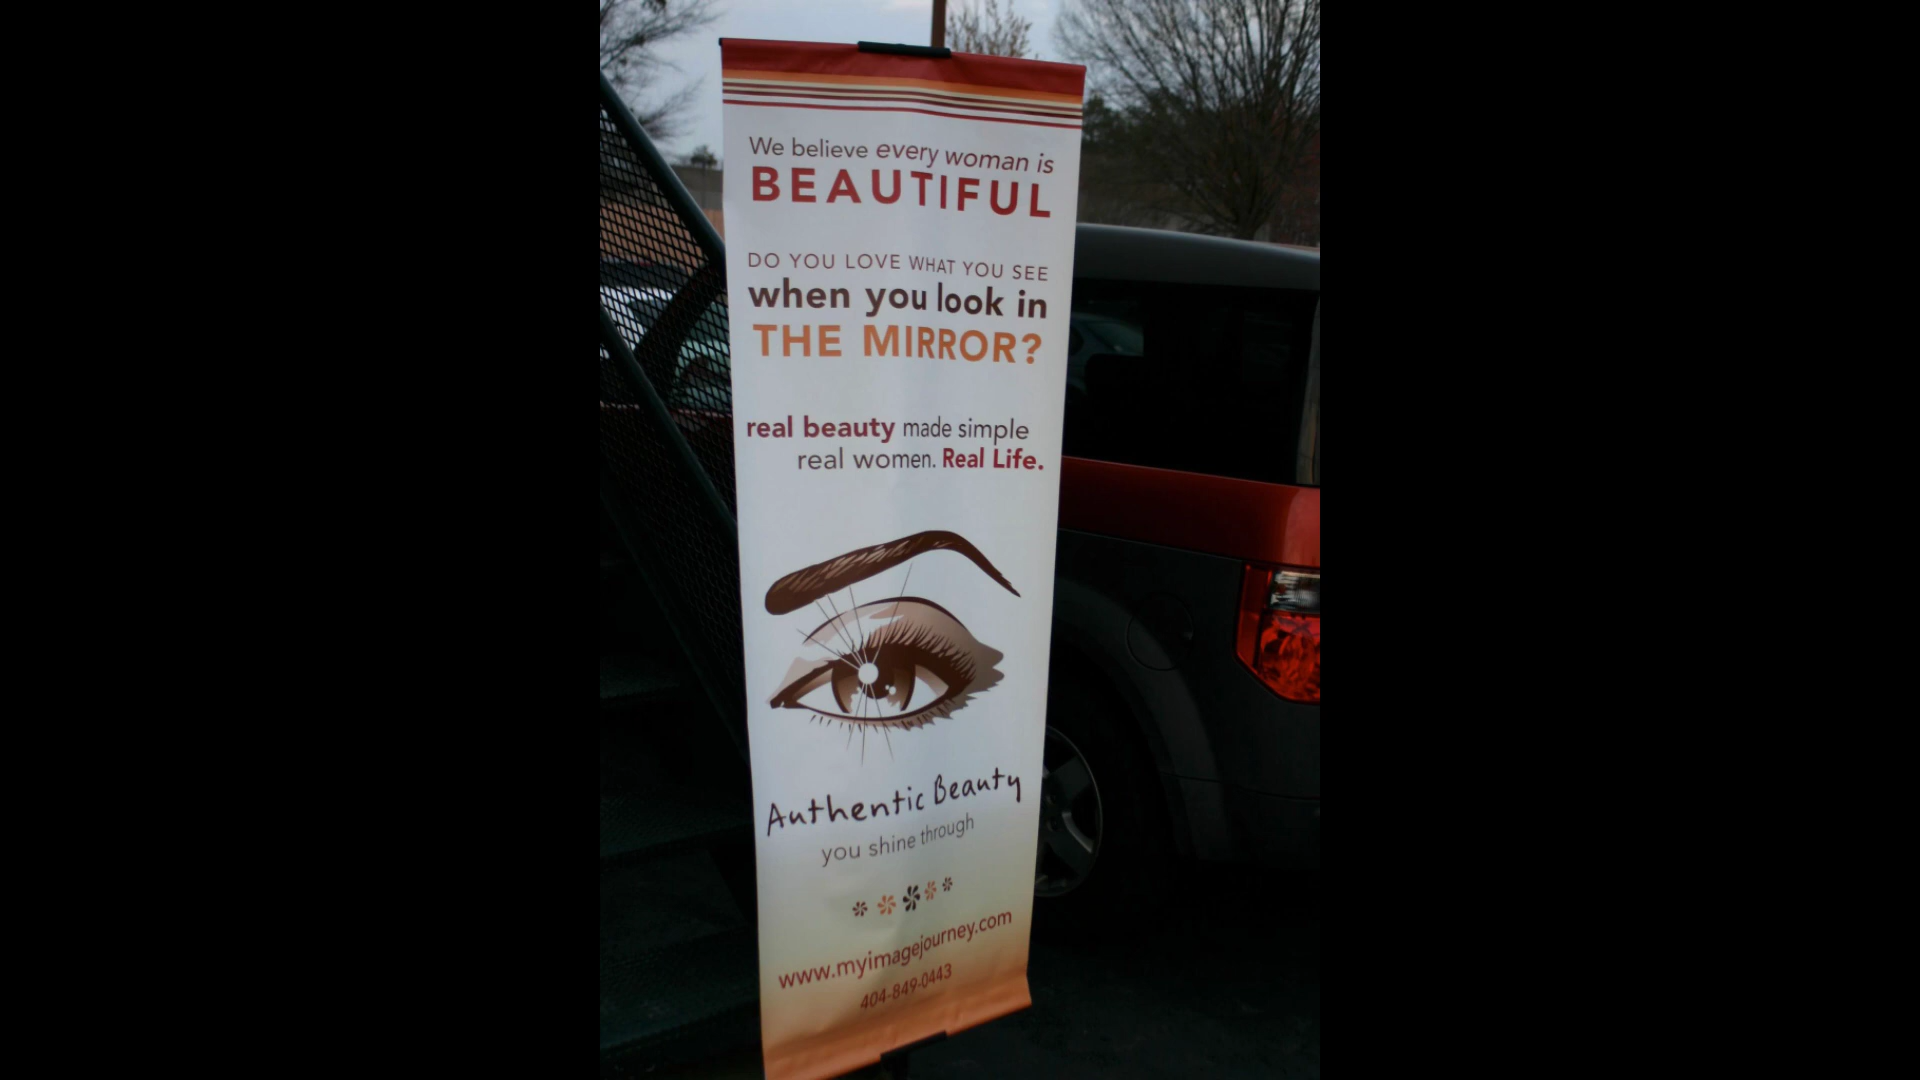 We believe every woman is
BEAUTIFUL
DO YOU LOVE WHAT YOU SEE
when you look in
THE MIRROR?
real beauty made simple
real women. Real Life.
Authentic Beauty
you shine through
www.myimagejourney.com
404-849-0443